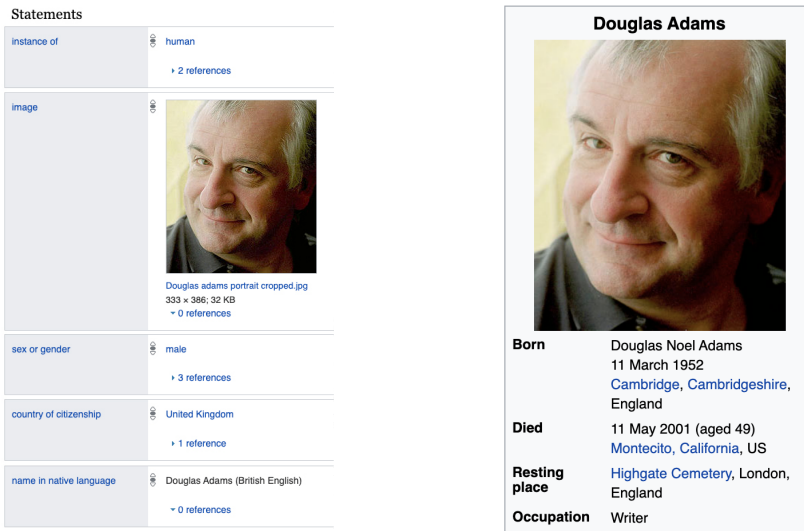 Statements
instance of
human
2 references
image
Douglas adams portrait cropped.jpg
333 × 386; 32 KB
0 references
sex or gender
male
3 references
country of citizenship
United Kingdom
1 reference
name in native language
Douglas Adams (British English)
0 references
Douglas Adams
Born
Douglas Noel Adams
11 March 1952
Cambridge, Cambridgeshire,
England
Died
11 May 2001 (aged 49)
Montecito, California, US
Resting
place
Highgate Cemetery, London,
England
Occupation
Writer